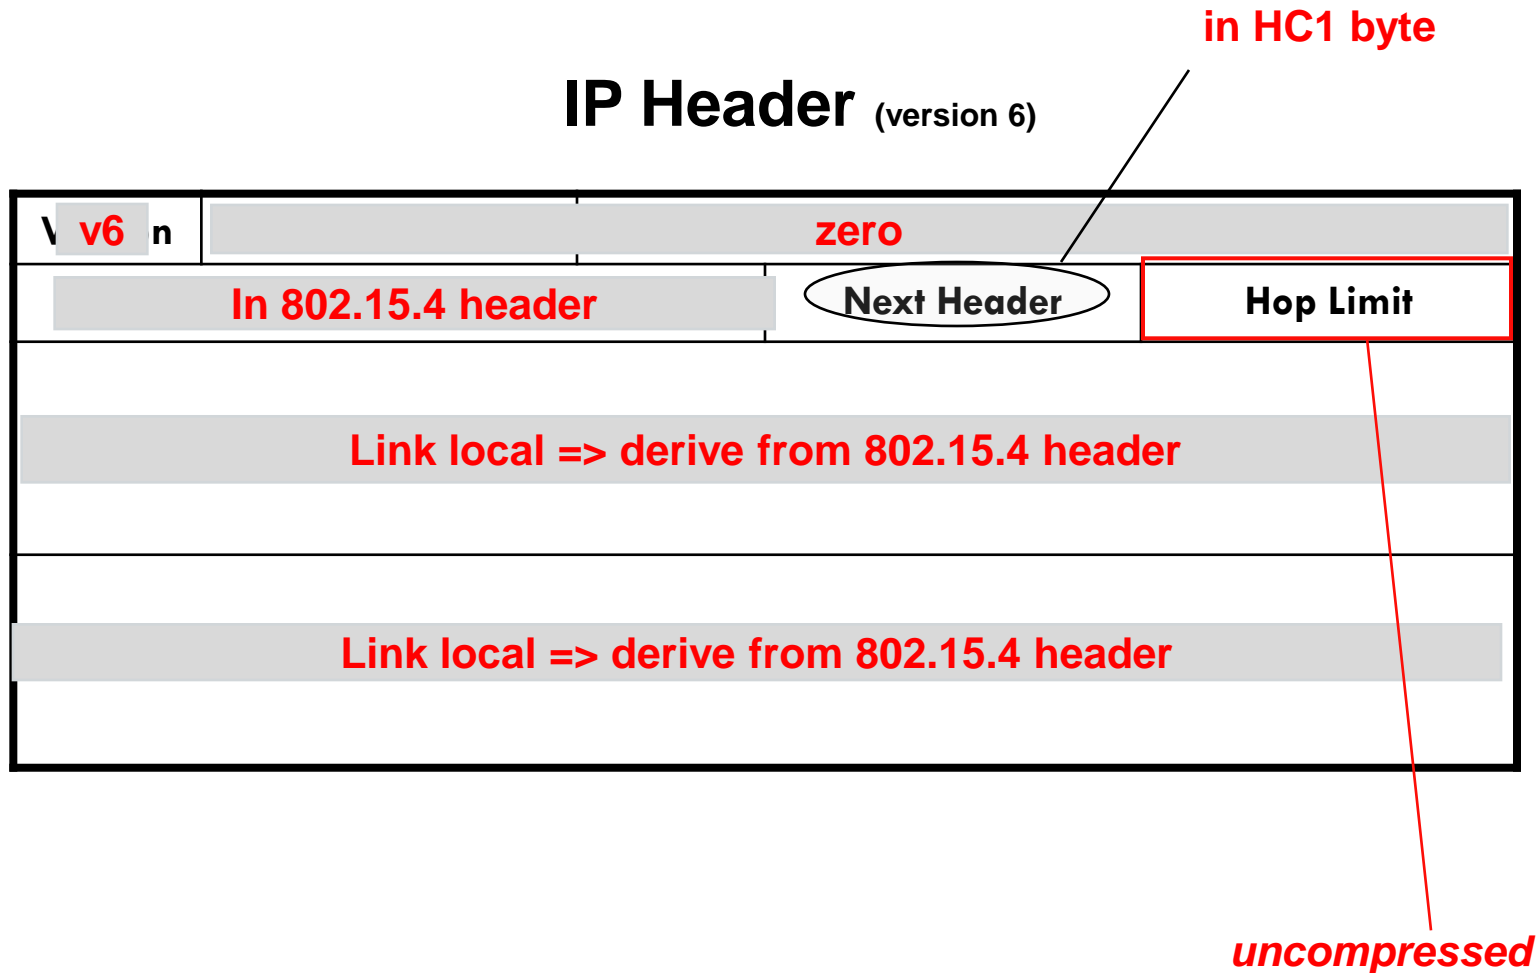 in HC1 byte
IP Header (version 6)
v6 n zero
In 802.15.4 header Next Header Hop Limit
Link local => derive from 802.15.4 header
Link local => derive from 802.15.4 header
uncompressed